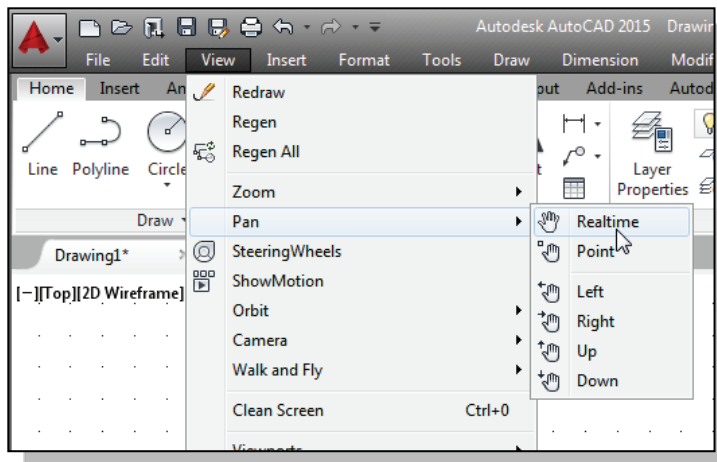 Autodesk AutoCAD 2015 Drawin
File Edit View Insert Format Tools Draw Dimension Modif
Home Insert An put Add-ins Autod
Redraw
Regen
Regen All
Line Polyline Circle t Layer
Properties
Zoom
Draw Pan Realtime
Drawing1* SteeringWheels Point
[−][Top][2D Wireframe] ShowMotion Left
Orbit Right
Camera Up
Walk and Fly Down
Clean Screen Ctrl+0
Viewports